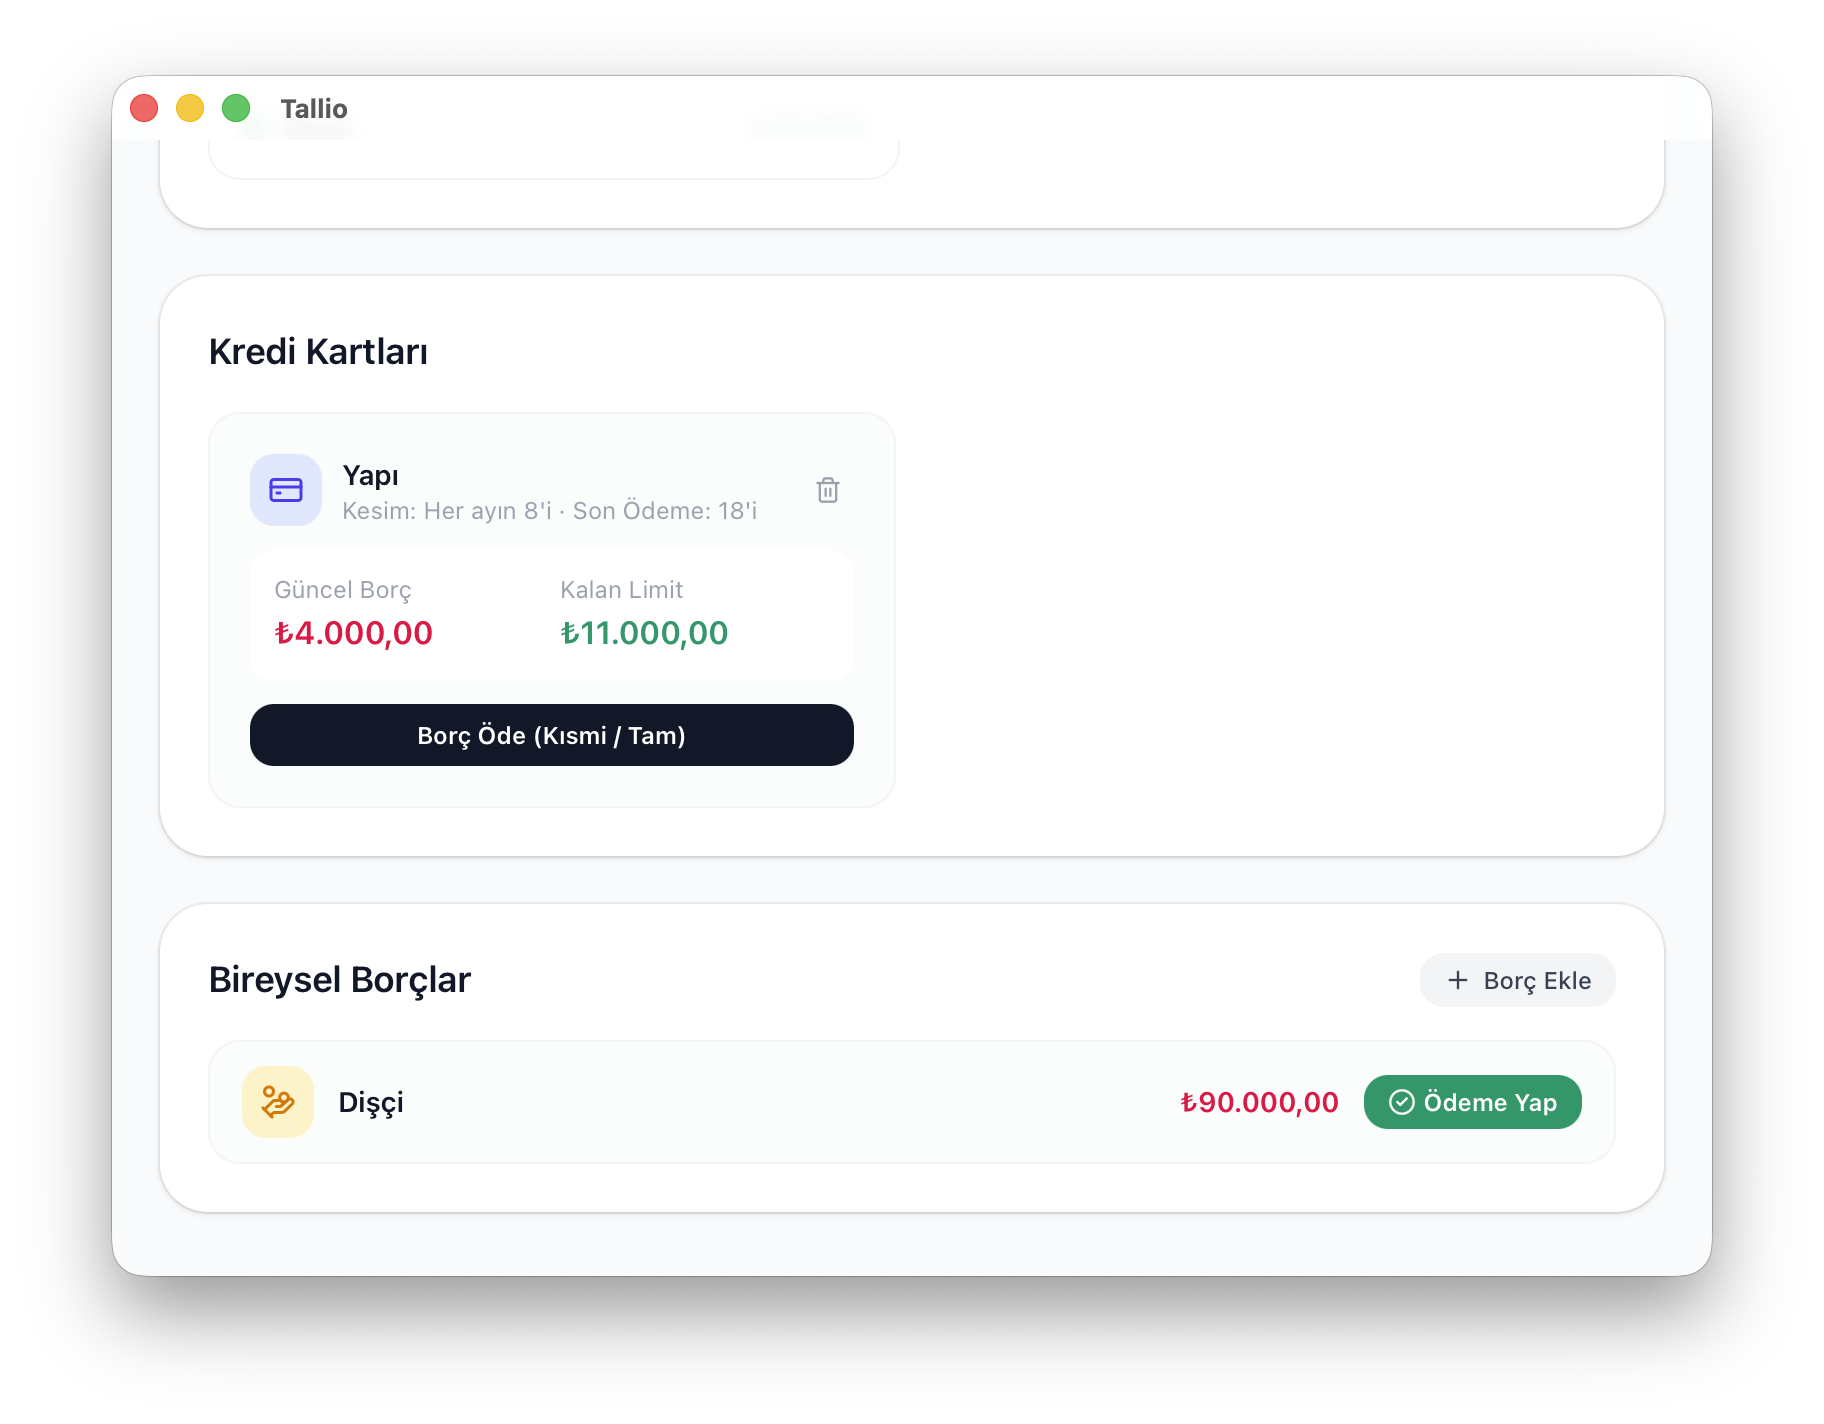 Tallio
Kredi Kartları
Yapı
Kesim: Her ayın 8'i · Son Ödeme: 18'i
Güncel Borç
Kalan Limit
₺4.000,00
₺11.000,00
Borç Öde (Kısmi / Tam)
Bireysel Borçlar
+ Borç Ekle
Dişçi
₺90.000,00
Ödeme Yap